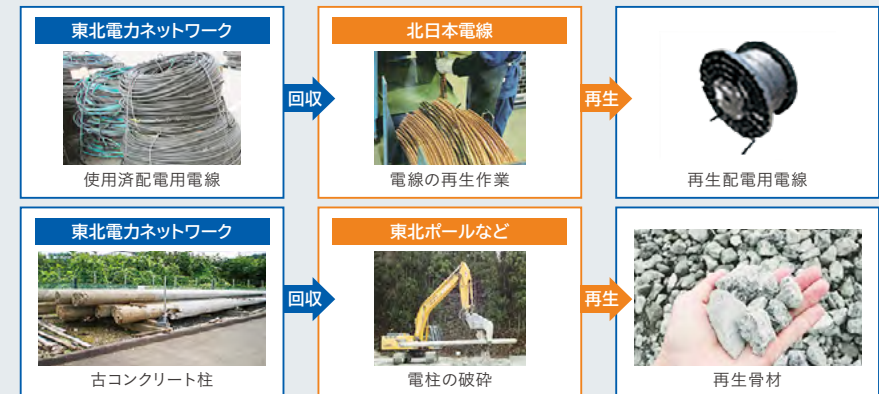 東北電力ネットワーク
使用済配電用電線
回収
北日本電線
電線の再生作業
再生
再生配電用電線
東北電力ネットワーク
古コンクリート柱
回収
東北ポールなど
電柱の破砕
再生
再生骨材